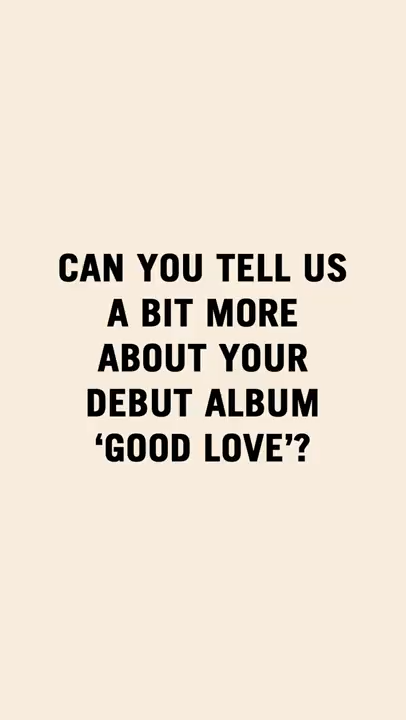 CAN YOU TELL US
A BIT MORE
ABOUT YOUR
DEBUT ALBUM
‘GOOD LOVE’?